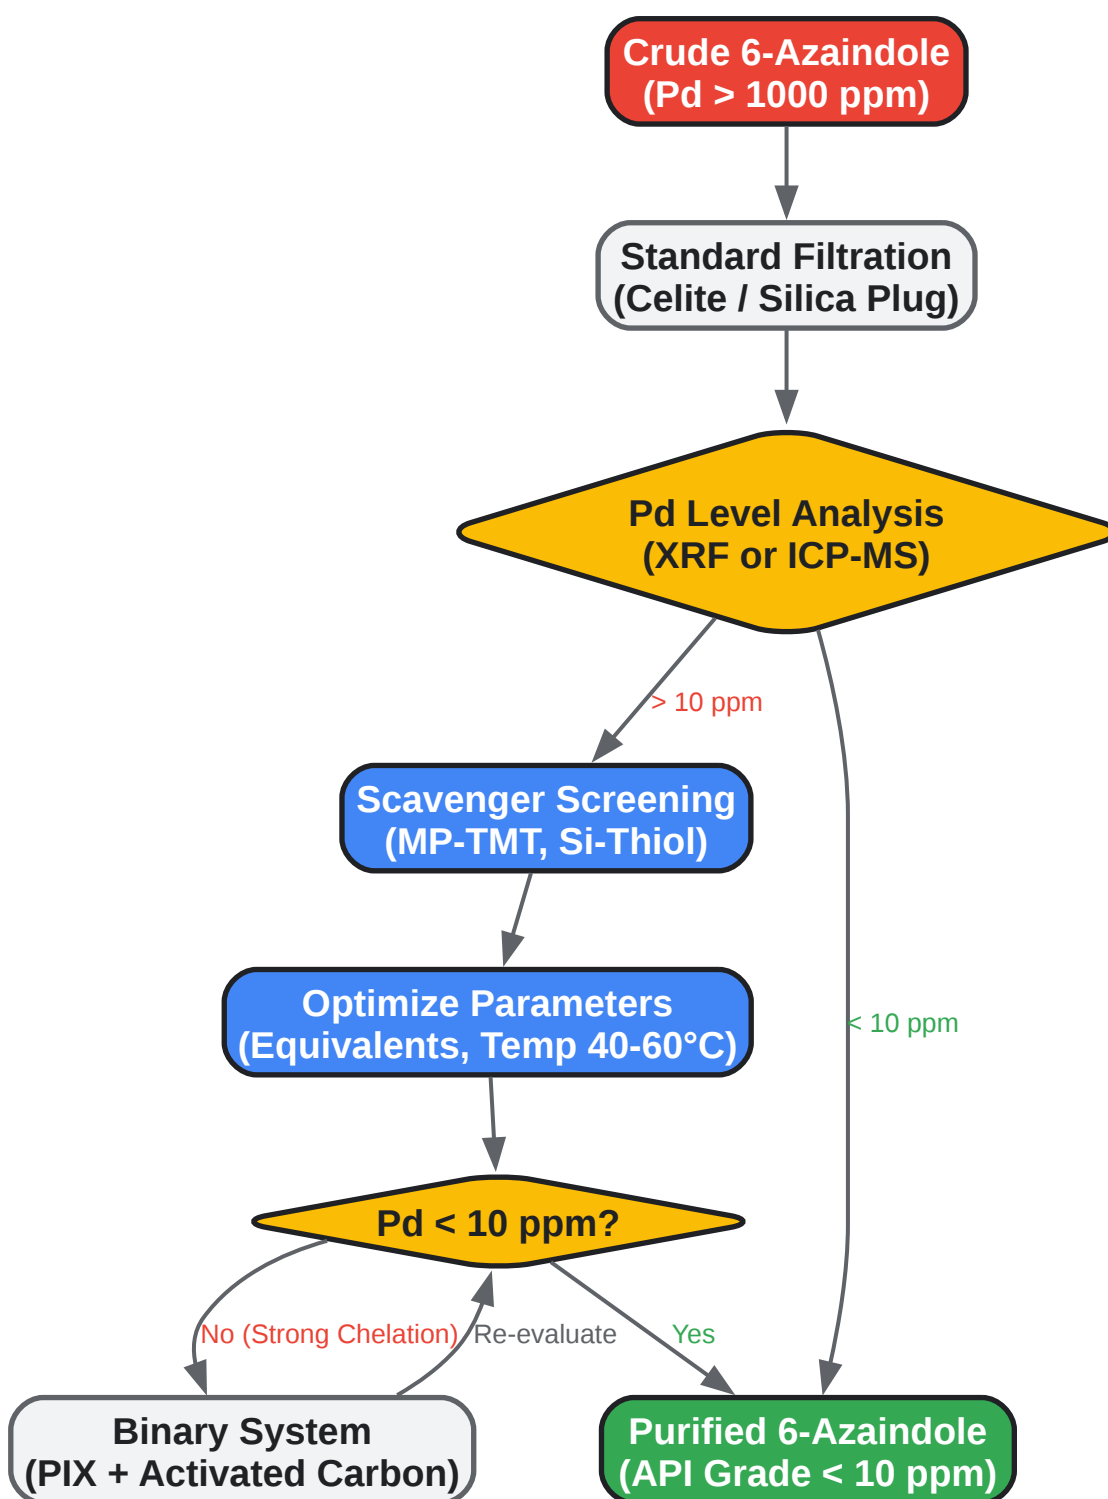 Crude 6-Azaindole
(Pd > 1000 ppm)
Standard Filtration
(Celite / Silica Plug)
Pd Level Analysis
(XRF or ICP-MS)
> 10 ppm
Scavenger Screening
(MP-TMT, Si-Thiol)
Optimize Parameters
(Equivalents, Temp 40-60°C)
< 10 ppm
Pd < 10 ppm?
No (Strong Chelation)
Re-evaluate
Yes
Binary System
(PIX + Activated Carbon)
Purified 6-Azaindole
(API Grade < 10 ppm)